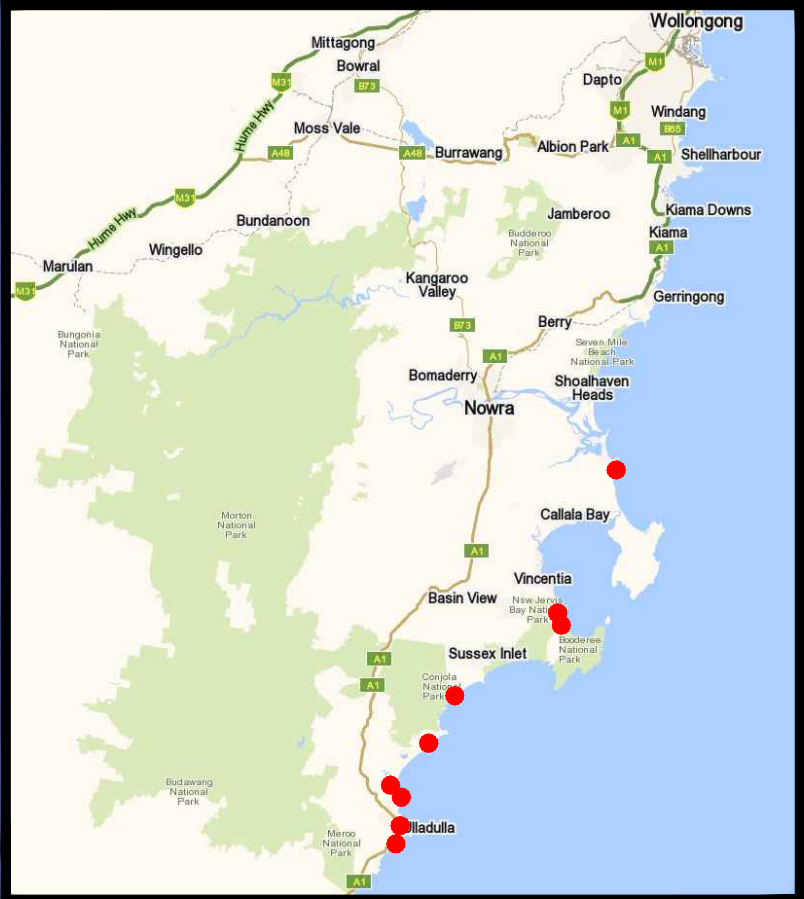 Wollongong
Mittagong
Bowral
M1
Dapto
M31
B73
Hume Hwy
M1
Windang
Moss Vale
B65
A48
A48
Burrawang
Albion Park
A1
A1
Shellharbour
M31
Hume Hwy
Bundanoon
Jamberoo
Kiama Downs
Budderoo
National
Park
Kiama
A1
Wingello
Marulan
M31
Kangaroo
Valley
Gerringong
B73
Berry
Bungonia
National
Park
A1
Seven Mile
Beach
National Park
Bomaderry
Shoalhaven
Heads
Nowra
Morton
National
Park
Callala Bay
A1
Vincentia
Basin View
Nsw Jervis
Bay National
Park
Booderee
National
Park
Sussex Inlet
A1
A1
Conjola
National
Park
Budawang
National
Park
Ulladulla
Meroo
National
Park
A1